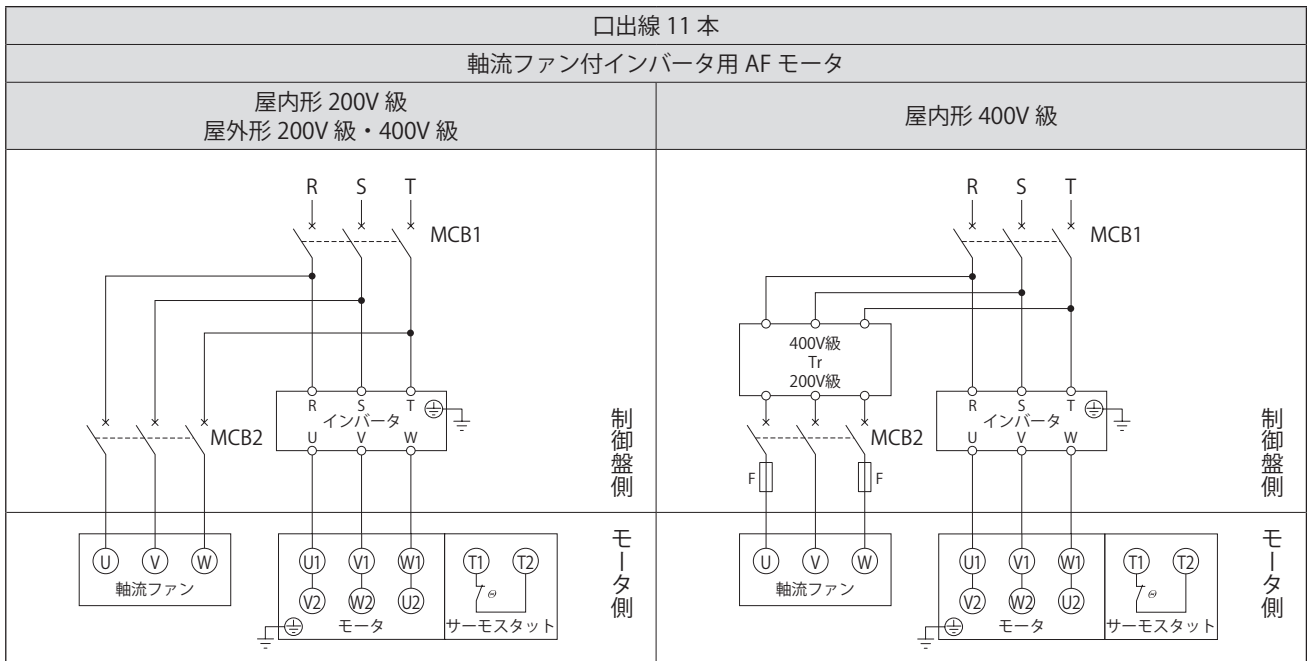 口出線 11 本
軸流ファン付インバータ用 AF モータ
屋内形 200V 級
屋外形 200V 級・400V 級
屋内形 400V 級
R S T
MCB1
R S T
インバータ
U V W
MCB2
制御盤側
U V W
軸流ファン
U1 V1 W1
V2 W2 U2
モータ
T1 T2
Θ
サーモスタット
モータ側
R S T
MCB1
400V級
Tr
200V級
R S T
インバータ
U V W
MCB2
F F
制御盤側
U V W
軸流ファン
U1 V1 W1
V2 W2 U2
モータ
T1 T2
Θ
サーモスタット
モータ側